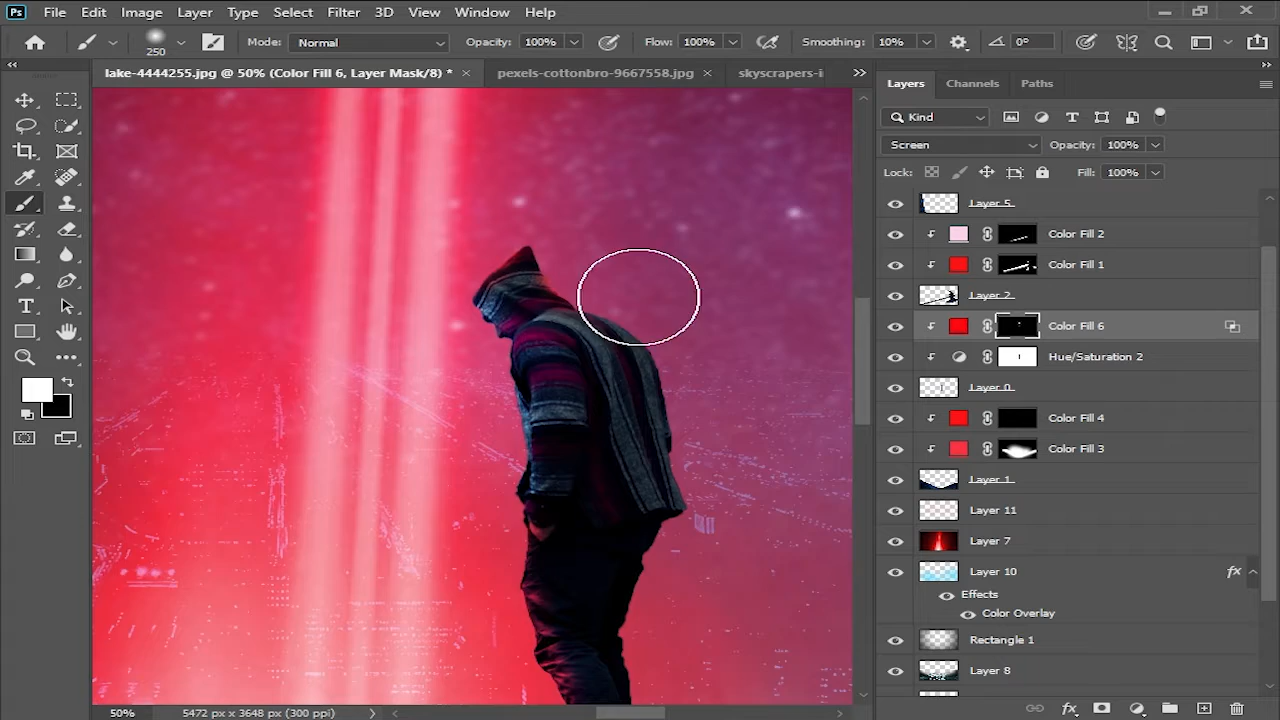 Ps File Edit Image Layer Type Select Filter 3D View Window Help
250 Mode: Normal Opacity: 100% Flow: 100% Smoothing: 10% 0°
lake-4444255.jpg @ 50% (Color Fill 6, Layer Mask/8) * × pexels-cottonbro-9667558.jpg × skyscrapers-i
Layers Channels Paths
Kind
Screen Opacity: 100%
Lock: Fill: 100%
Layer 5
Color Fill 2
Color Fill 1
Layer 2
Color Fill 6
Hue/Saturation 2
Layer 0
Color Fill 4
Color Fill 3
Layer 1
Layer 11
Layer 7
Layer 10 fx
Effects
Color Overlay
Rectangle 1
Layer 8
50% 5472 px x 3648 px (300 ppi)
fx